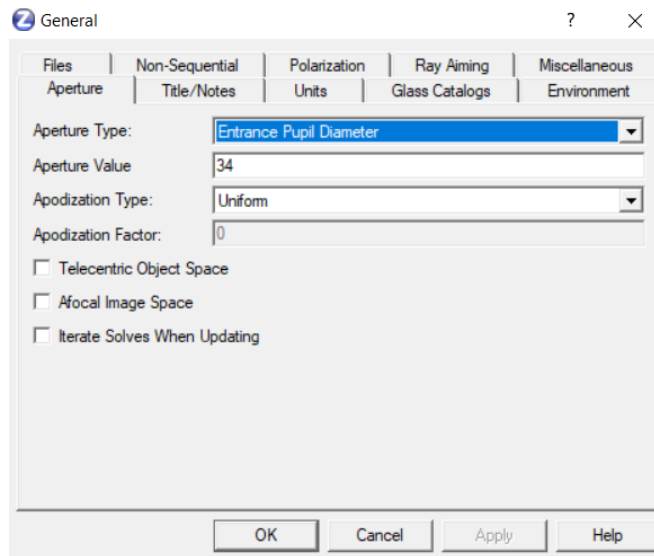 Z General ? ×
Files Non-Sequential Polarization Ray Aiming Miscellaneous
Aperture Title/Notes Units Glass Catalogs Environment
Aperture Type: Entrance Pupil Diameter
Aperture Value 34
Apodization Type: Uniform
Apodization Factor: 0
Telecentric Object Space
Afocal Image Space
Iterate Solves When Updating
OK Cancel Apply Help